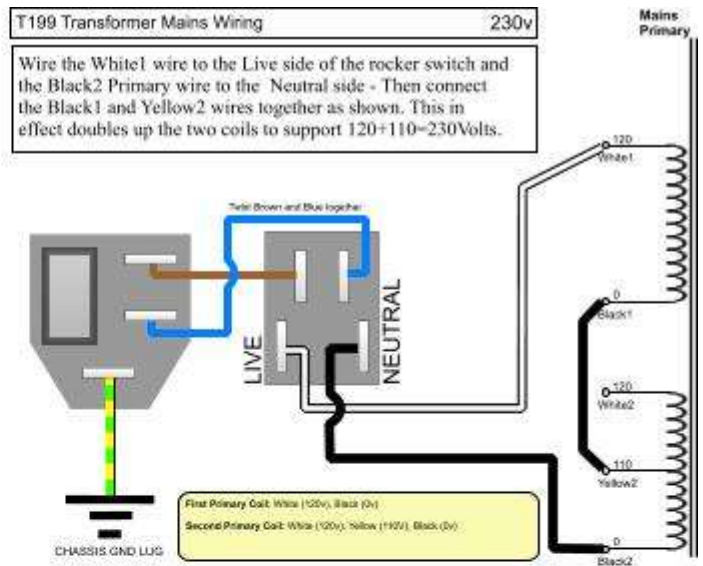 T199 Transformer Mains Wiring 230v
Mains
Primary
Wire the White1 wire to the Live side of the rocker switch and
the Black2 Primary wire to the Neutral side - Then connect
the Black1 and Yellow2 wires together as shown. This in
effect doubles up the two coils to support 120+110=230Volts.
120
White1
Twist Brown and Blue together
LIVE
NEUTRAL
0
Black1
120
White2
110
Yellow2
0
Black2
First Primary Coil: White (120v), Black (0v)
Second Primary Coil: White (120v), Yellow (110V), Black (0v)
CHASSIS GND LUG